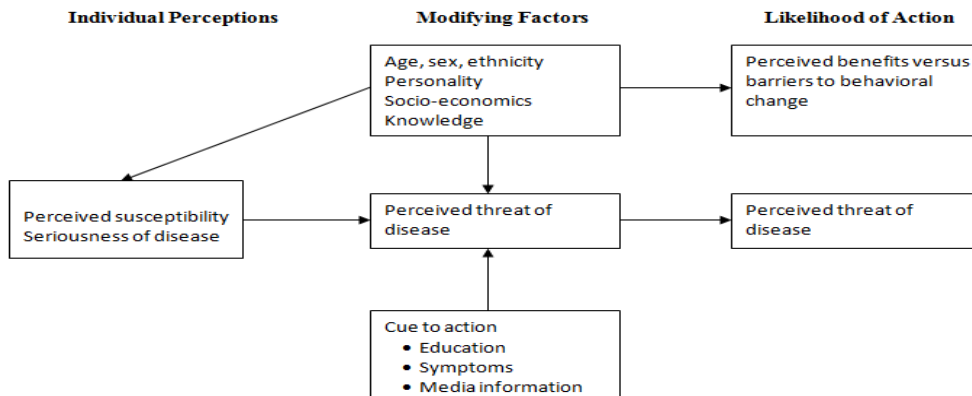 Individual Perceptions
Modifying Factors
Likelihood of Action
Age, sex, ethnicity
Personality
Socio-economics
Knowledge
Perceived benefits versus
barriers to behavioral
change
Perceived susceptibility
Seriousness of disease
Perceived threat of
disease
Perceived threat of
disease
Cue to action
• Education
• Symptoms
• Media information